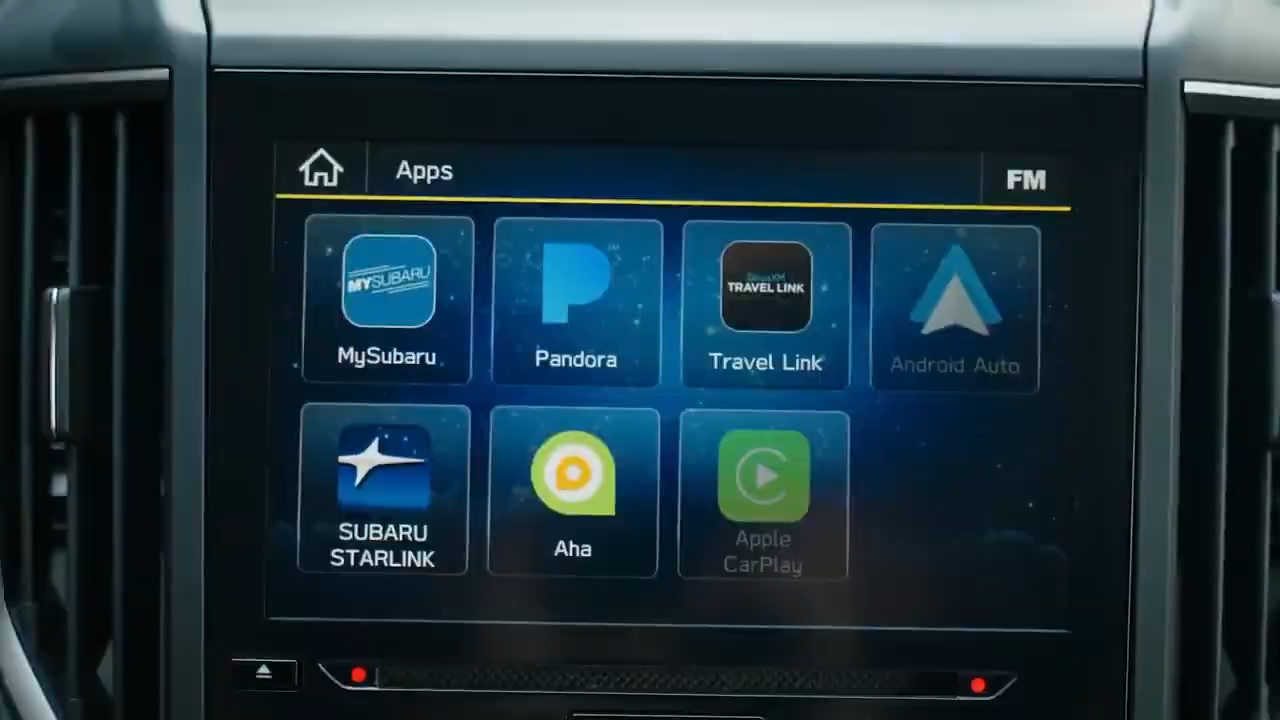 Apps
FM
MYSUBARU
MySubaru
Pandora
SiriusXM
TRAVEL LINK
Travel Link
Android Auto
SUBARU
STARLINK
Aha
Apple
CarPlay